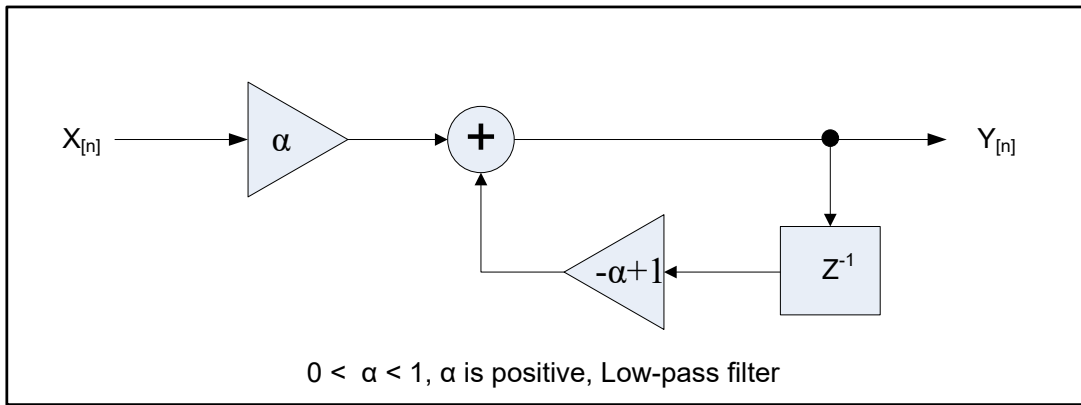 X[n]
α
+
Y[n]
-α+1
Z-1
0 < α < 1, α is positive, Low-pass filter